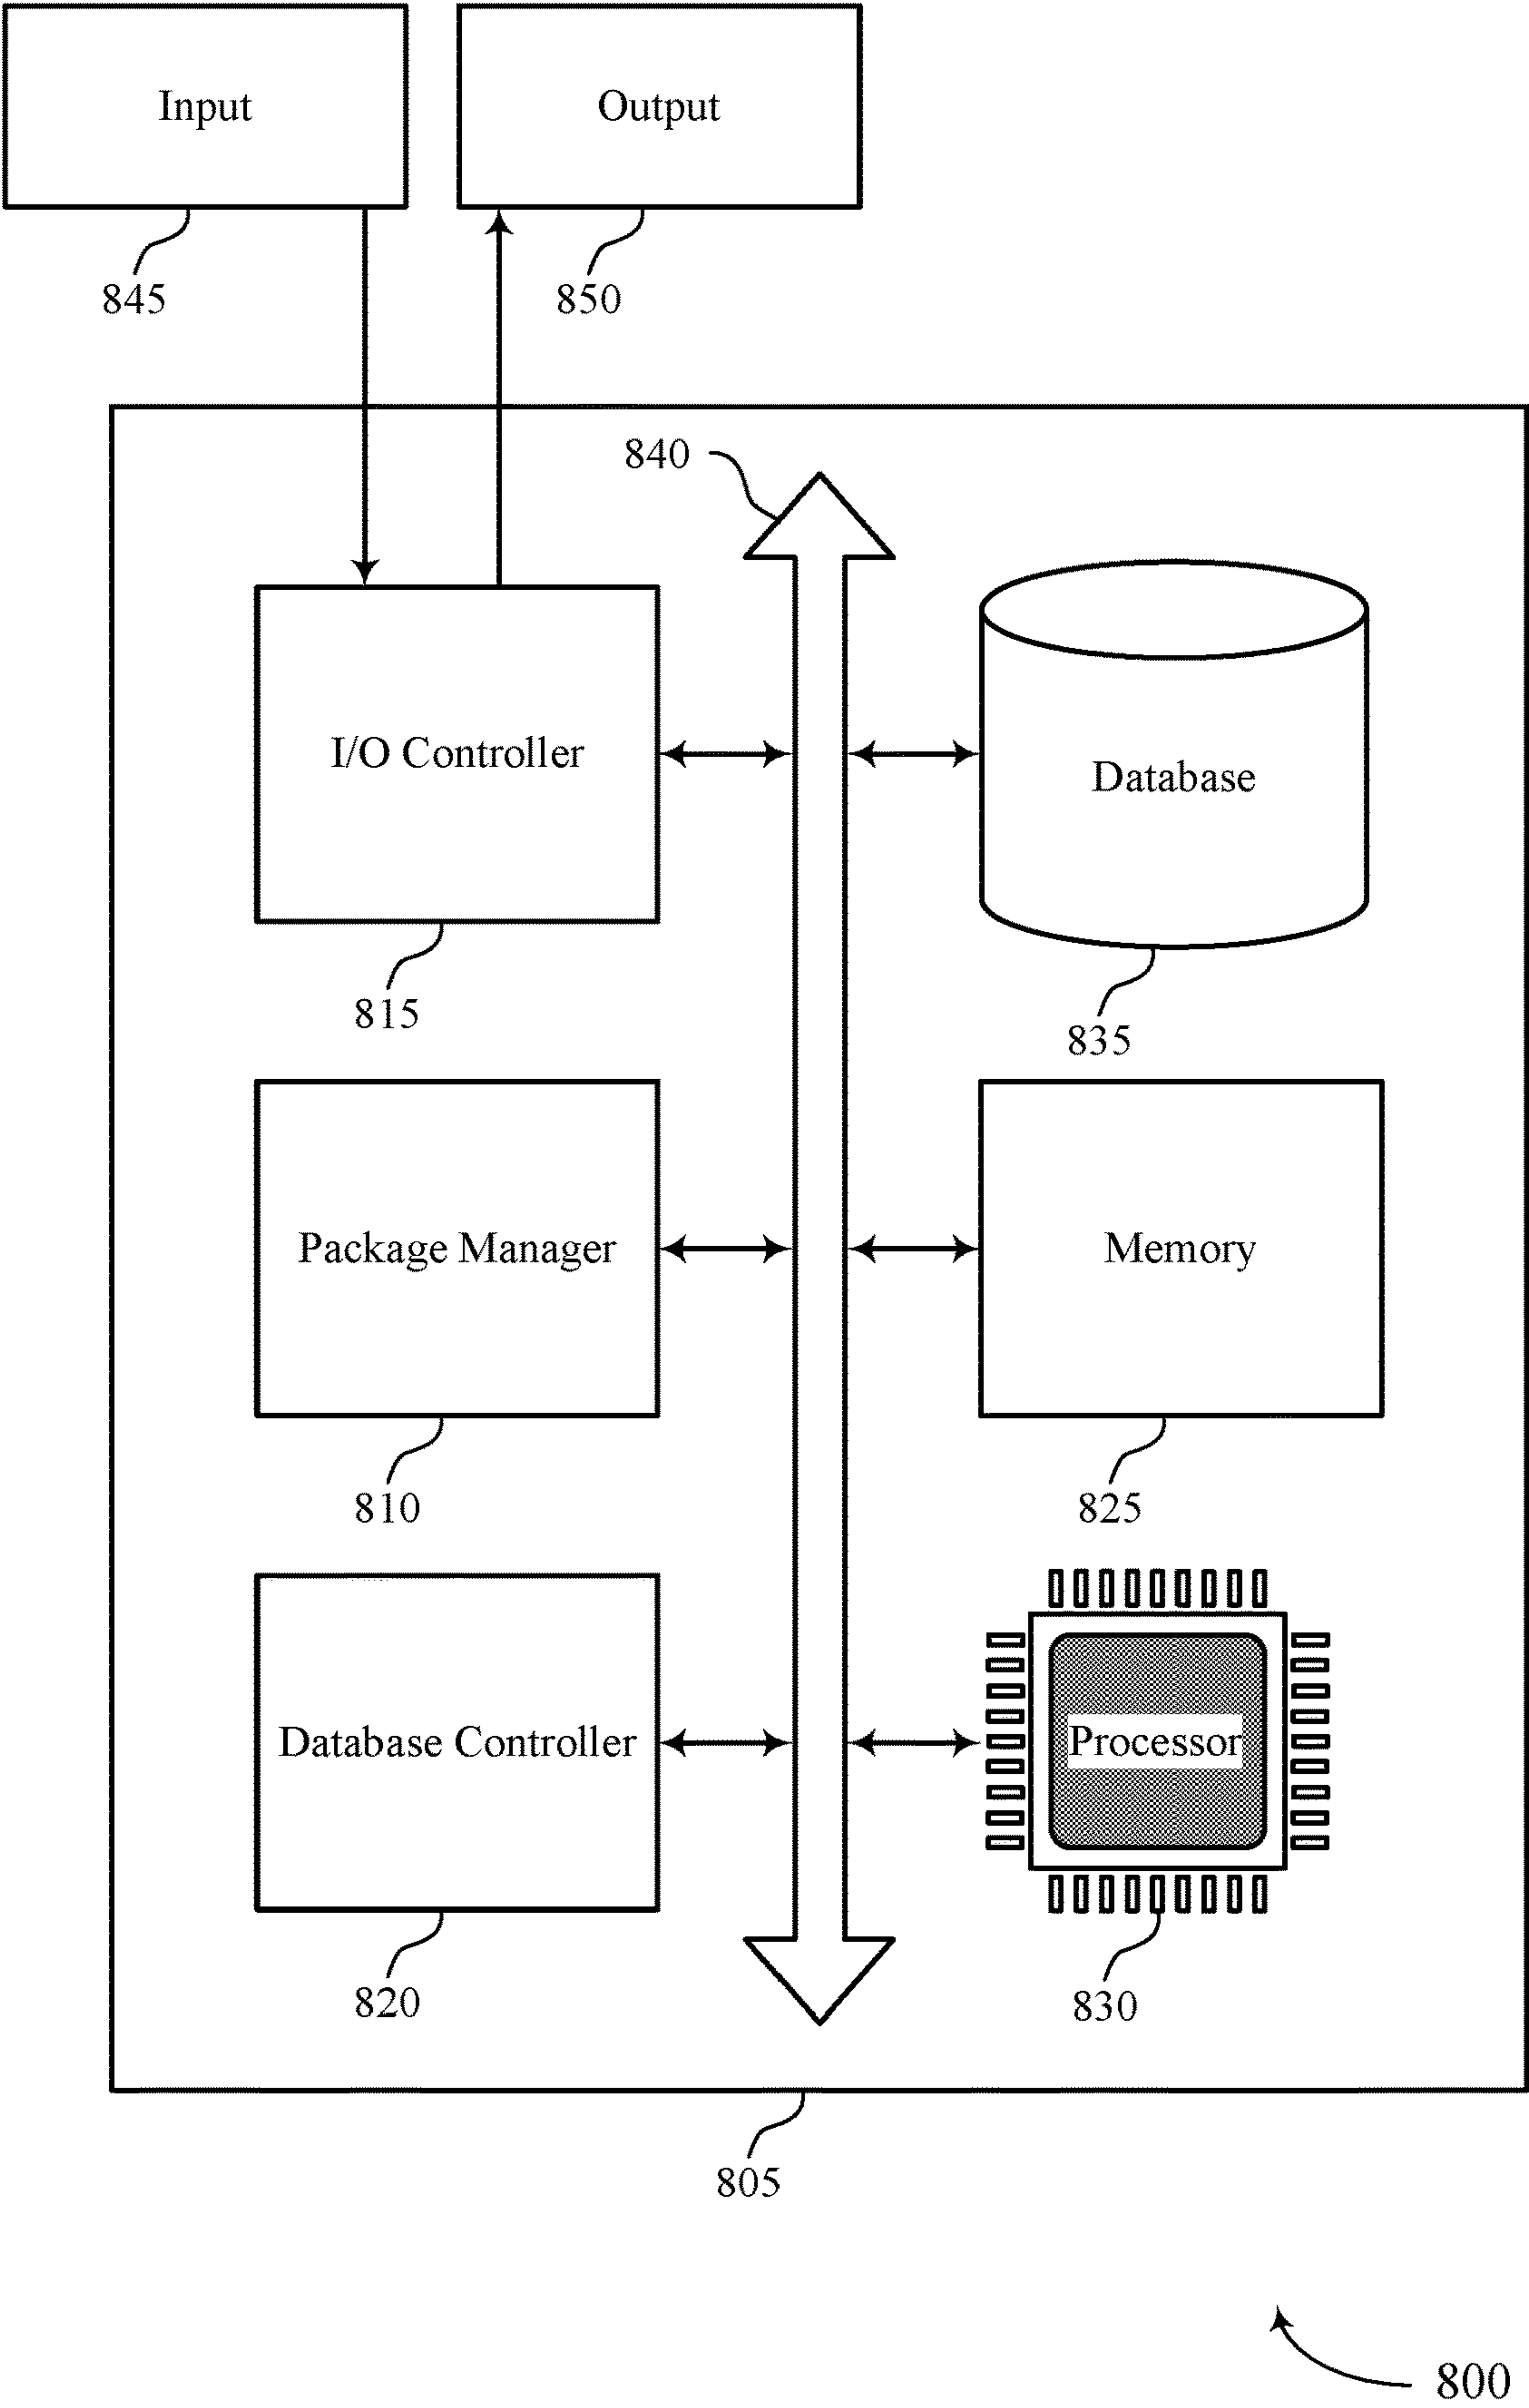 Input
Output
845
850
840
I/O Controller
Database
815
835
Package Manager
Memory
810
825
Database Controller
Processor
820
830
805
800